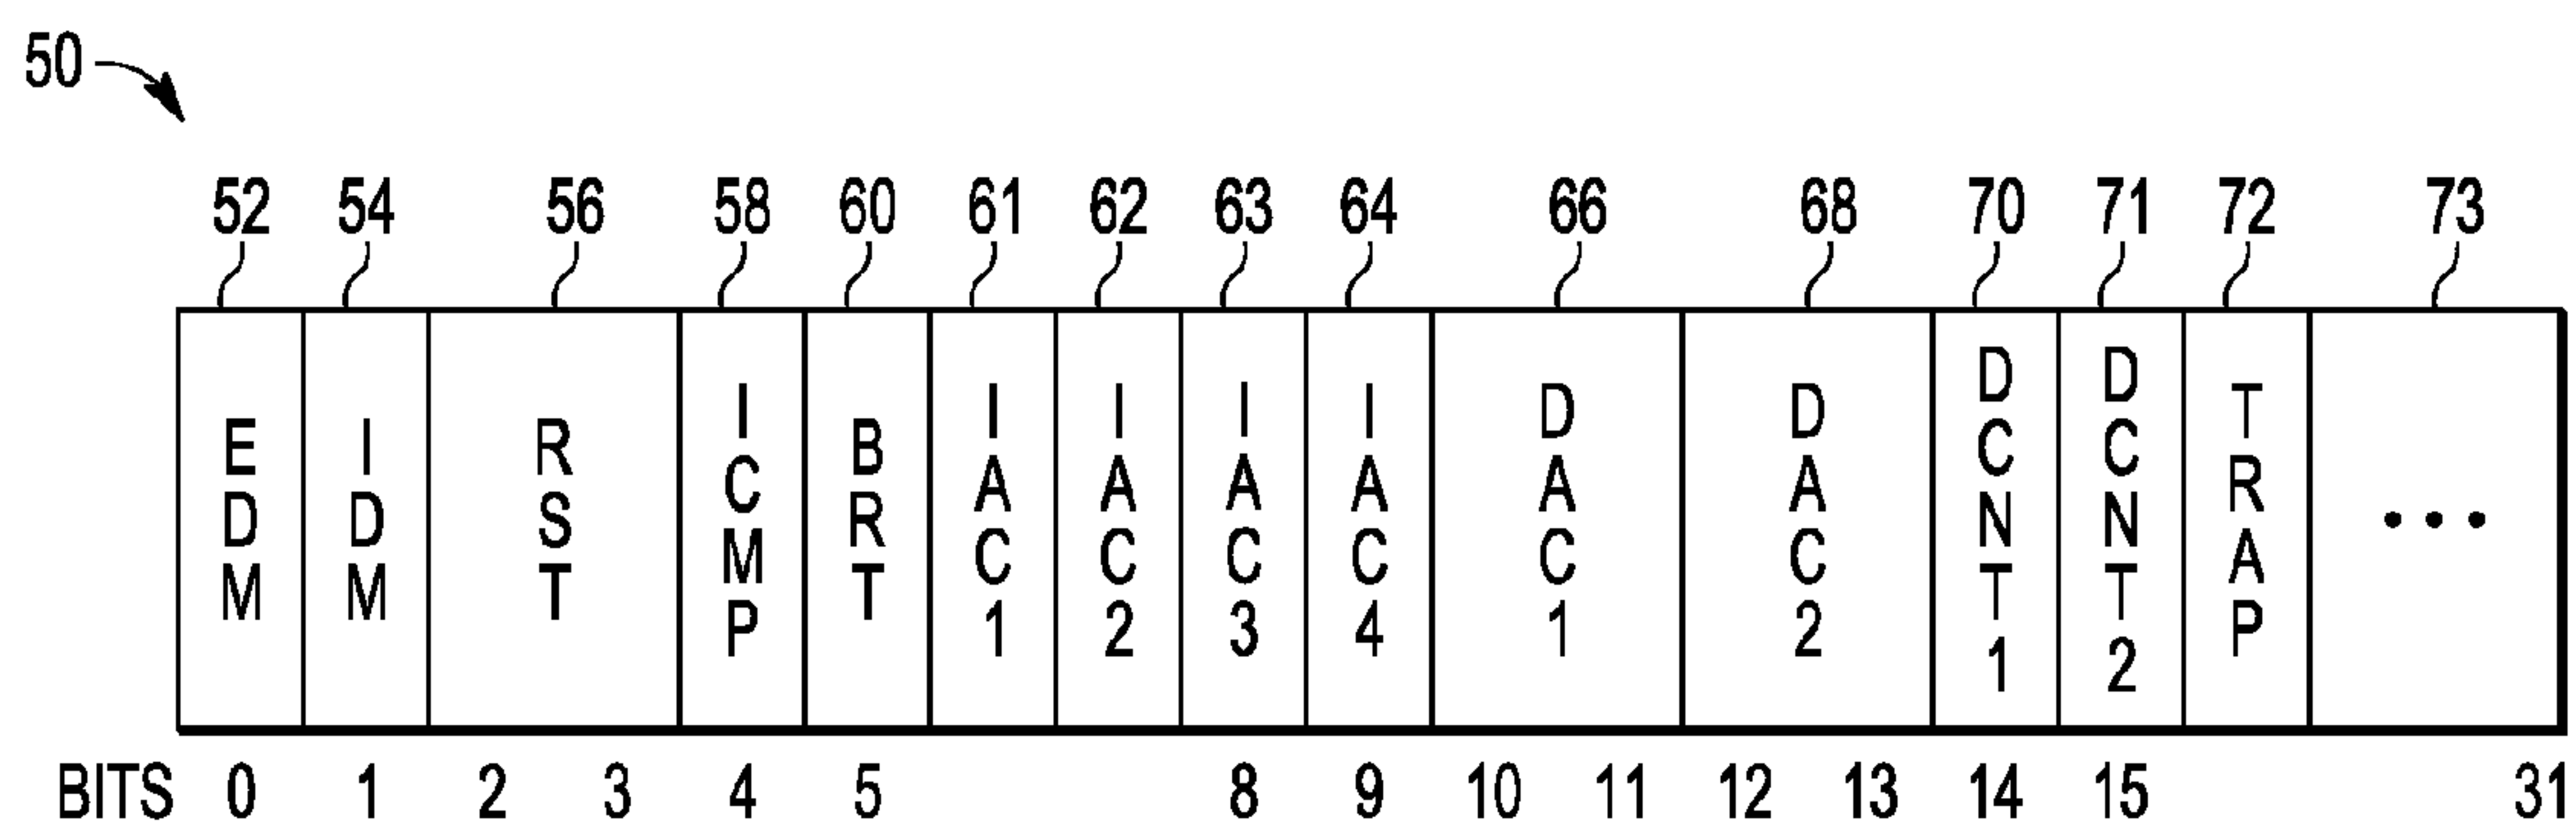 50
52 54 56 58 60 61 62 63 64 66 68 70 71 72 73
EDM IDM RST ICMP BRT IAC1 IAC2 IAC3 IAC4 DAC1 DAC2 DCNT1 DCNT2 TRAP •••
BITS 0 1 2 3 4 5 8 9 10 11 12 13 14 15 31